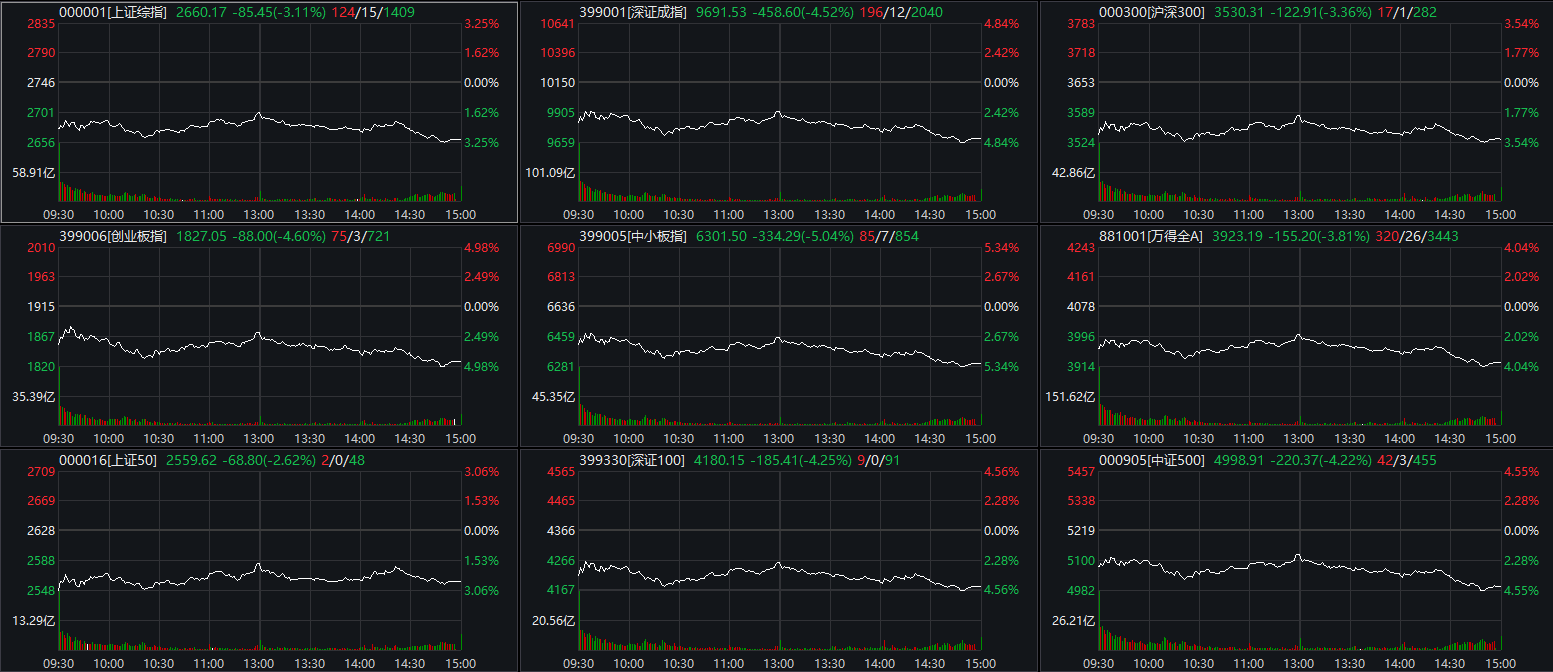 000001[上证综指] 2660.17 -85.45(-3.11%) 124/15/1409
2835 3.25%
2790 1.62%
2746 0.00%
2701 1.62%
2656 3.25%
58.91亿
09:30 10:00 10:30 11:00 13:00 13:30 14:00 14:30 15:00
399001[深证成指] 9691.53 -458.60(-4.52%) 196/12/2040
10641 4.84%
10396 2.42%
10150 0.00%
9905 2.42%
9659 4.84%
101.09亿
09:30 10:00 10:30 11:00 13:00 13:30 14:00 14:30 15:00
000300[沪深300] 3530.31 -122.91(-3.36%) 17/1/282
3783 3.54%
3718 1.77%
3653 0.00%
3589 1.77%
3524 3.54%
42.86亿
09:30 10:00 10:30 11:00 13:00 13:30 14:00 14:30 15:00
399006[创业板指] 1827.05 -88.00(-4.60%) 75/3/721
2010 4.98%
1963 2.49%
1915 0.00%
1867 2.49%
1820 4.98%
35.39亿
09:30 10:00 10:30 11:00 13:00 13:30 14:00 14:30 15:00
399005[中小板指] 6301.50 -334.29(-5.04%) 85/7/854
6990 5.34%
6813 2.67%
6636 0.00%
6459 2.67%
6281 5.34%
45.35亿
09:30 10:00 10:30 11:00 13:00 13:30 14:00 14:30 15:00
881001[万得全A] 3923.19 -155.20(-3.81%) 320/26/3443
4243 4.04%
4161 2.02%
4078 0.00%
3996 2.02%
3914 4.04%
151.62亿
09:30 10:00 10:30 11:00 13:00 13:30 14:00 14:30 15:00
000016[上证50] 2559.62 -68.80(-2.62%) 2/0/48
2709 3.06%
2669 1.53%
2628 0.00%
2588 1.53%
2548 3.06%
13.29亿
09:30 10:00 10:30 11:00 13:00 13:30 14:00 14:30 15:00
399330[深证100] 4180.15 -185.41(-4.25%) 9/0/91
4565 4.56%
4465 2.28%
4366 0.00%
4266 2.28%
4167 4.56%
20.56亿
09:30 10:00 10:30 11:00 13:00 13:30 14:00 14:30 15:00
000905[中证500] 4998.91 -220.37(-4.22%) 42/3/455
5457 4.55%
5338 2.28%
5219 0.00%
5100 2.28%
4982 4.55%
26.21亿
09:30 10:00 10:30 11:00 13:00 13:30 14:00 14:30 15:00